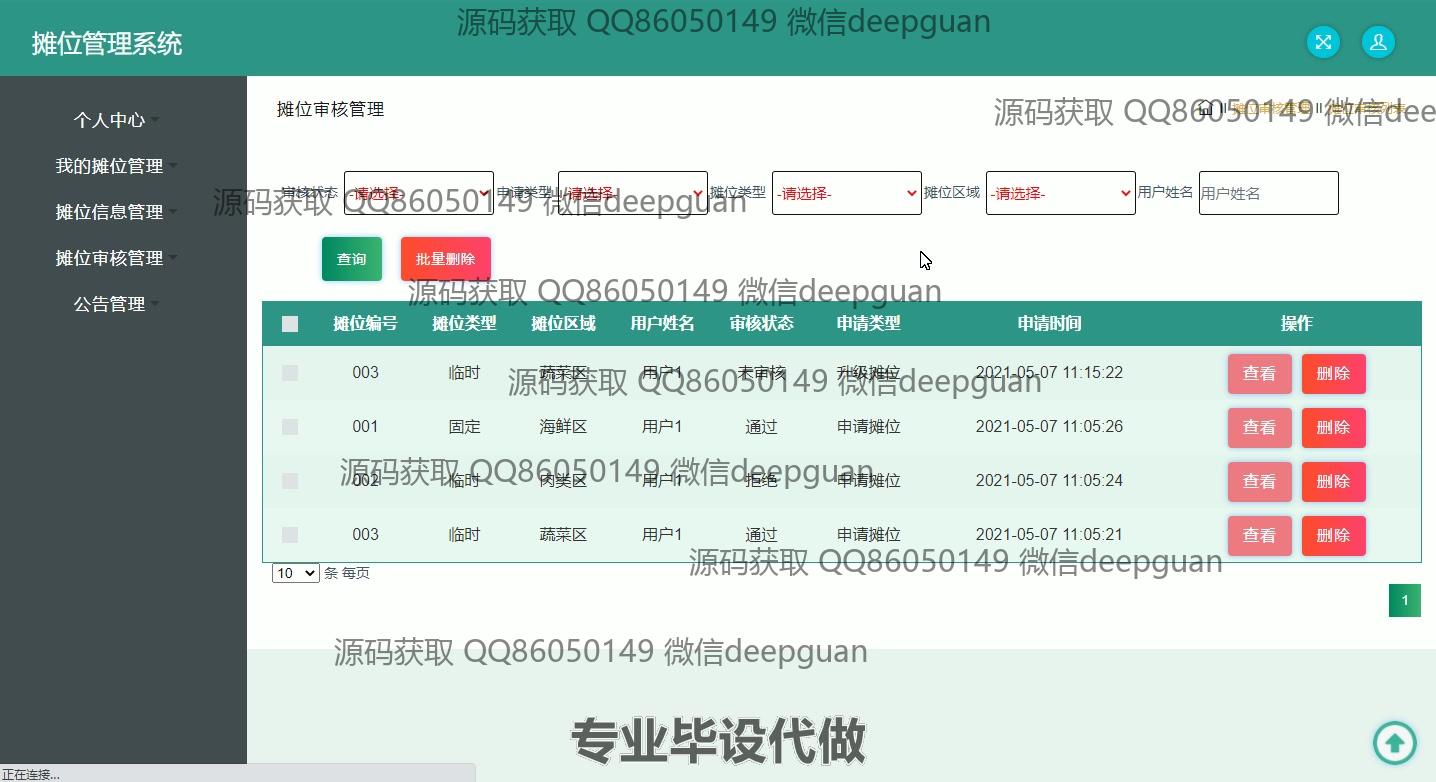 源码获取 QQ86050149 微信deepguan
摊位管理系统
个人中心
我的摊位管理
摊位信息管理
摊位审核管理
公告管理
摊位审核管理
摊位审核管理 摊位审核列表
源码获取 QQ86050149 微信dee
审核状态 -请选择- 申请类型 -请选择- 摊位类型 -请选择- 摊位区域 -请选择- 用户姓名 用户姓名
源码获取 QQ86050149 微信deepguan
查询 批量删除
源码获取 QQ86050149 微信deepguan
摊位编号 摊位类型 摊位区域 用户姓名 审核状态 申请类型 申请时间 操作
003 临时 蔬菜区 用户1 未审核 升级摊位 2021-05-07 11:15:22 查看 删除
源码获取 QQ86050149 微信deepguan
001 固定 海鲜区 用户1 通过 申请摊位 2021-05-07 11:05:26 查看 删除
源码获取 QQ86050149 微信deepguan
002 临时 肉类区 用户1 拒绝 申请摊位 2021-05-07 11:05:24 查看 删除
003 临时 蔬菜区 用户1 通过 申请摊位 2021-05-07 11:05:21 查看 删除
源码获取 QQ86050149 微信deepguan
10 条 每页
1
源码获取 QQ86050149 微信deepguan
专业毕设代做
正在连接...